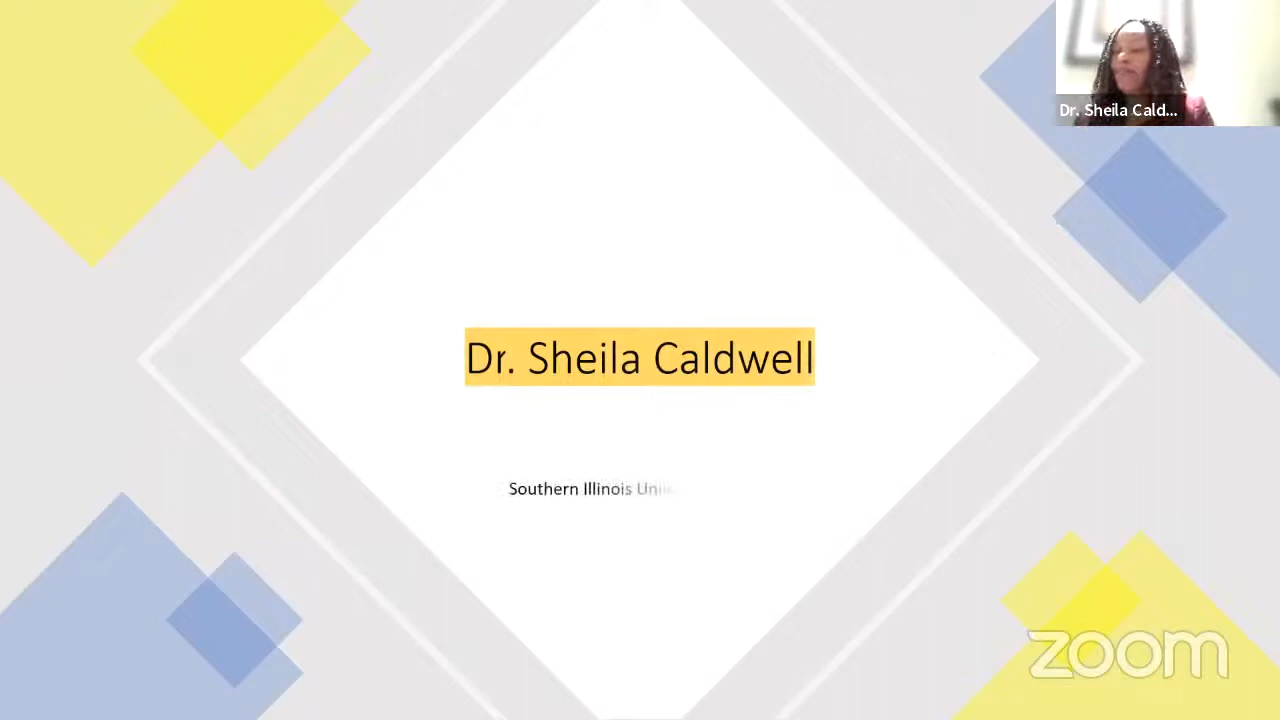 Dr. Sheila Cald...
Dr. Sheila Caldwell
Southern Illinois
zoom